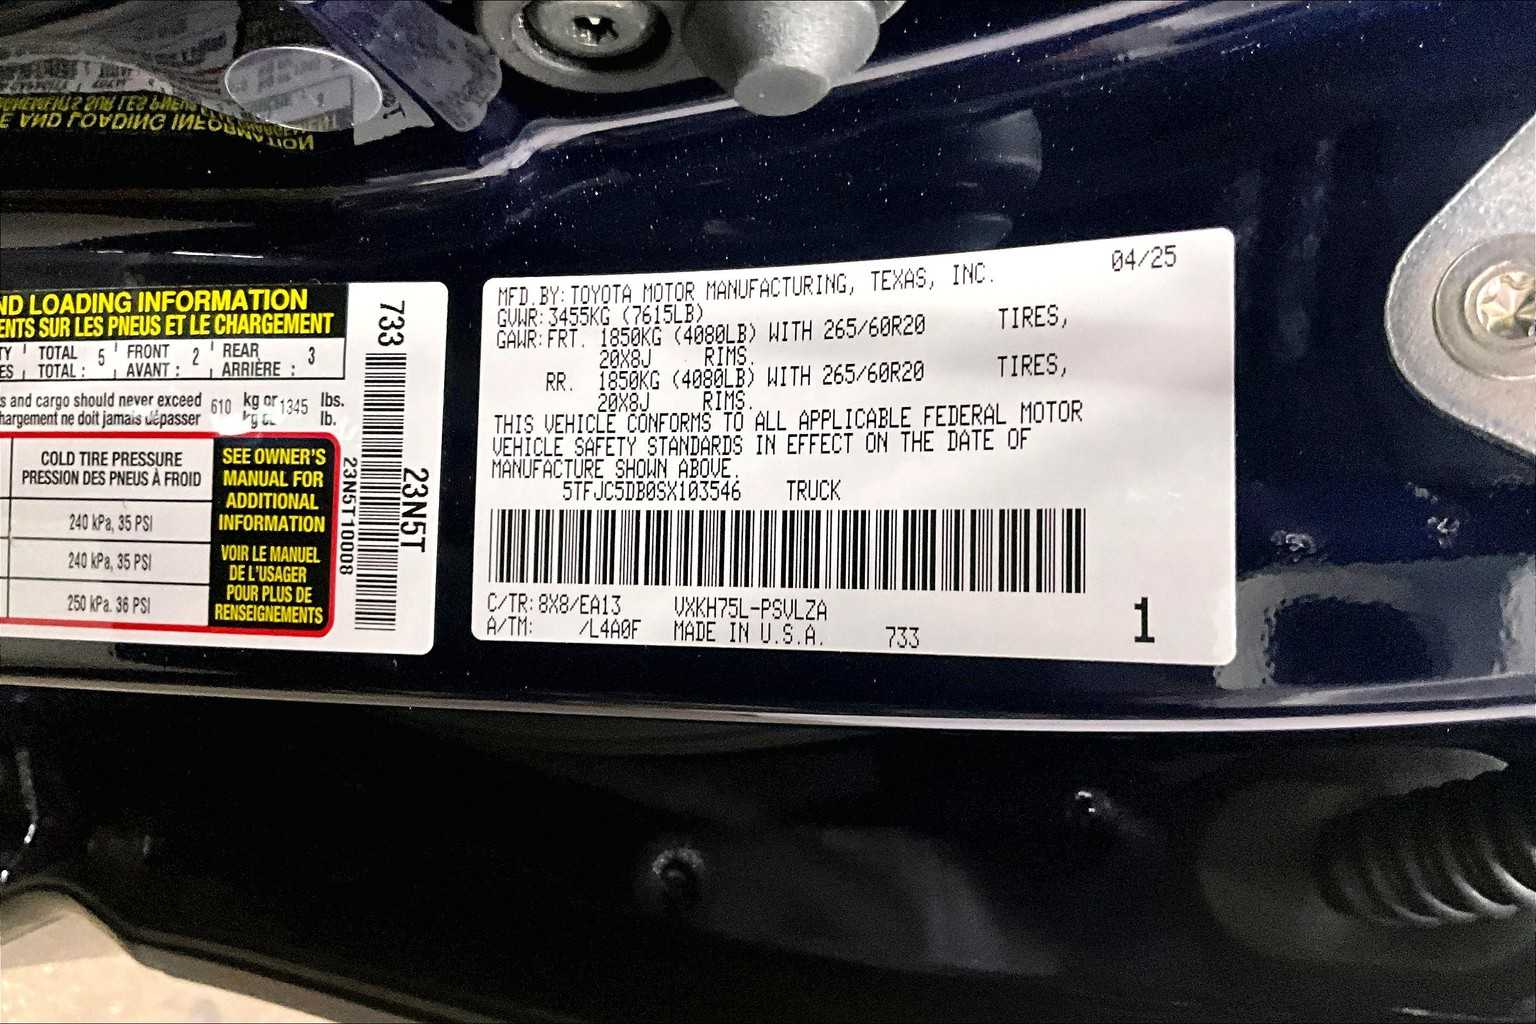 ND LOADING INFORMATION
ENTS SUR LES PNEUS ET LE CHARGEMENT
TOTAL 5 FRONT 2 REAR 3
TOTAL : AVANT : ARRIÈRE :
s and cargo should never exceed 610 kg or 1345 lbs.
hargement ne doit jamais dépasser kg lb.
COLD TIRE PRESSURE
PRESSION DES PNEUS À FROID
240 kPa, 35 PSI
240 kPa, 35 PSI
250 kPa. 36 PSI
SEE OWNER'S
MANUAL FOR
ADDITIONAL
INFORMATION
VOIR LE MANUEL
DE L'USAGER
POUR PLUS DE
RENSEIGNEMENTS
733
23N5T10008
23N5T
04/25
MFD.BY:TOYOTA MOTOR MANUFACTURING, TEXAS, INC.
GVWR:3455KG (7615LB)
GAWR:FRT. 1850KG (4080LB) WITH 265/60R20 TIRES,
20X8J RIMS.
RR. 1850KG (4080LB) WITH 265/60R20 TIRES,
20X8J RIMS.
THIS VEHICLE CONFORMS TO ALL APPLICABLE FEDERAL MOTOR
VEHICLE SAFETY STANDARDS IN EFFECT ON THE DATE OF
MANUFACTURE SHOWN ABOVE.
5TFJC5DB0SX103546 TRUCK
C/TR:8X8/EA13 VXKH75L-PSVLZA
A/TM: /L4A0F MADE IN U.S.A. 733
1